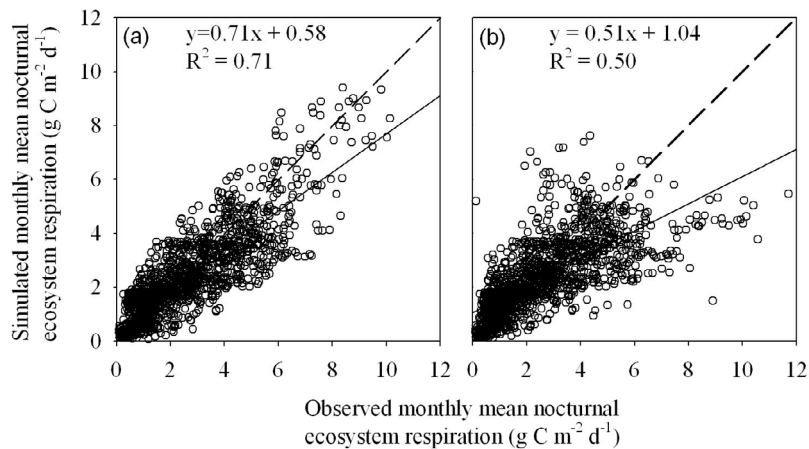 Simulated monthly mean nocturnal
ecosystem respiration (g C m⁻² d⁻¹)
12
10
8
6
4
2
0
(a)
y=0.71x + 0.58
R² = 0.71
0 2 4 6 8 10 12
(b)
y = 0.51x + 1.04
R² = 0.50
0 2 4 6 8 10 12
Observed monthly mean nocturnal
ecosystem respiration (g C m⁻² d⁻¹)